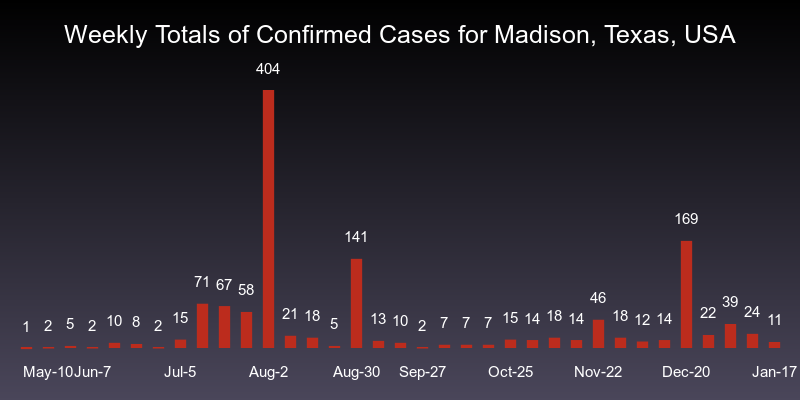 Weekly Totals of Confirmed Cases for Madison, Texas, USA
404
169
141
71 67 58 46 39
1 2 5 2 10 8 2 15 21 18 5 13 10 2 7 7 7 15 14 18 14 18 12 14 22 24 11
May-10 Jun-7 Jul-5 Aug-2 Aug-30 Sep-27 Oct-25 Nov-22 Dec-20 Jan-17